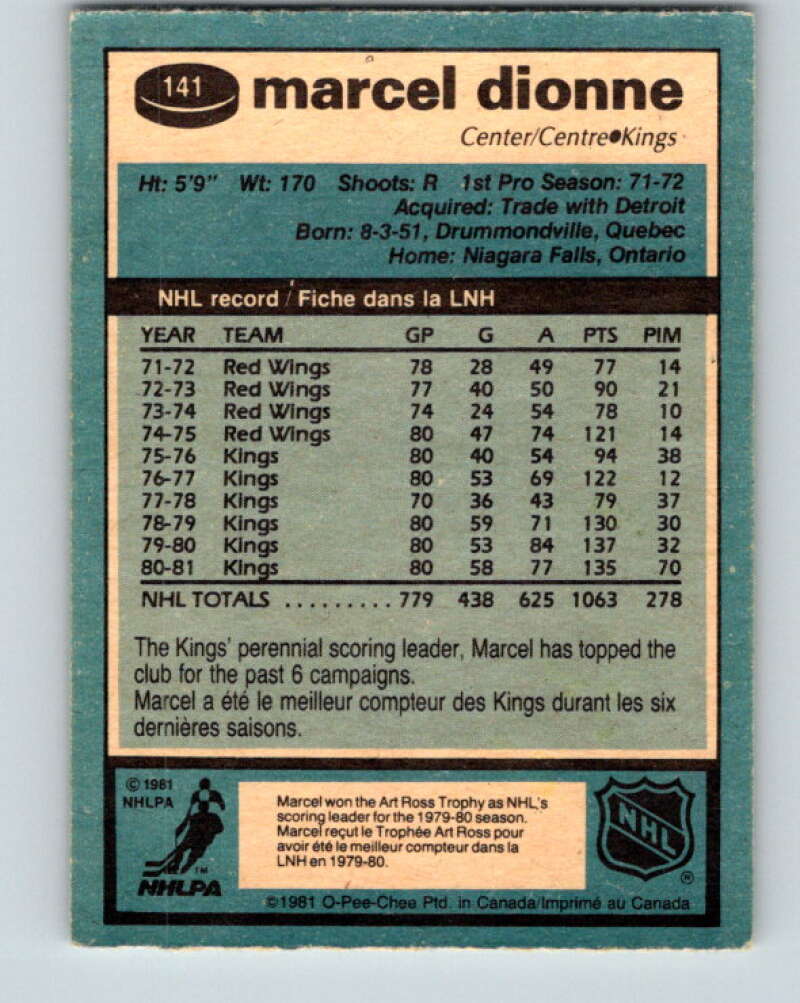 141
marcel dionne
Center/Centre●Kings
Ht: 5'9" Wt: 170 Shoots: R 1st Pro Season: 71-72
Acquired: Trade with Detroit
Born: 8-3-51, Drummondville, Quebec
Home: Niagara Falls, Ontario
NHL record / Fiche dans la LNH
YEAR TEAM GP G A PTS PIM
71-72 Red Wings 78 28 49 77 14
72-73 Red Wings 77 40 50 90 21
73-74 Red Wings 74 24 54 78 10
74-75 Red Wings 80 47 74 121 14
75-76 Kings 80 40 54 94 38
76-77 Kings 80 53 69 122 12
77-78 Kings 70 36 43 79 37
78-79 Kings 80 59 71 130 30
79-80 Kings 80 53 84 137 32
80-81 Kings 80 58 77 135 70
NHL TOTALS .......... 779 438 625 1063 278
The Kings' perennial scoring leader, Marcel has topped the
club for the past 6 campaigns.
Marcel a été le meilleur compteur des Kings durant les six
dernières saisons.
© 1981
NHLPA
TM
NHLPA
Marcel won the Art Ross Trophy as NHL's
scoring leader for the 1979-80 season.
Marcel reçut le Trophée Art Ross pour
avoir été le meilleur compteur dans la
LNH en 1979-80.
NHL
®
©1981 O-Pee-Chee Ptd. in Canada/Imprimé au Canada